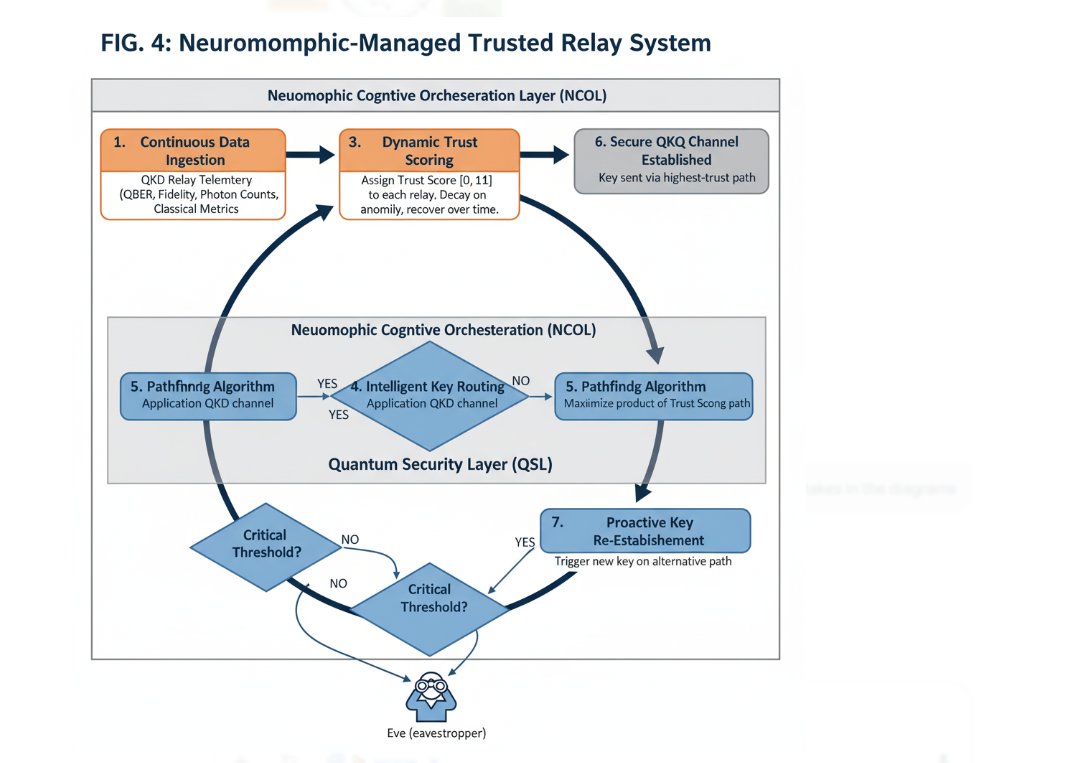 FIG. 4: Neuromomphic-Managed Trusted Relay System
Neuomophic Cogntive Orcheseration Layer (NCOL)
1. Continuous Data
Ingestion
QKD Relay Telemtery
(QBER, Fidelity, Photon Counts,
Classical Metrics
3. Dynamic Trust
Scoring
Assign Trust Score [0, 11]
to each relay, Decay on
anomily, recover over time.
6. Secure QKQ Channel
Established
Key sent via highest-trust path
Neuomophic Cogntive Orchesteration (NCOL)
5. Pathfinndg Algorithm
Application QKD channel
YES
YES
4. Intelligent Key Routing
Application QKD channel
NO
5. Pathfindg Algorithm
Maxiimize product of Trust Scong path
Quantum Security Layer (QSL)
Critical
Threshold?
NO
NO
Critical
Threshold?
YES
7. Proactive Key
Re-Estabishement
Trigger new key on alternative path
Eve (eavestropper)